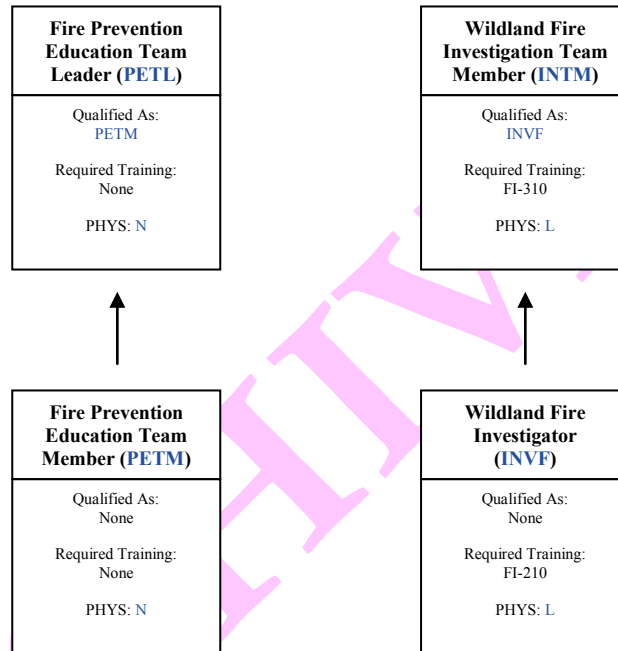 Fire Prevention
Education Team
Leader (PETL)
Qualified As:
PETM
Required Training:
None
PHYS: N
Wildland Fire
Investigation Team
Member (INTM)
Qualified As:
INVF
Required Training:
FI-310
PHYS: L
Fire Prevention
Education Team
Member (PETM)
Qualified As:
None
Required Training:
None
PHYS: N
Wildland Fire
Investigator
(INVF)
Qualified As:
None
Required Training:
FI-210
PHYS: L
HIV